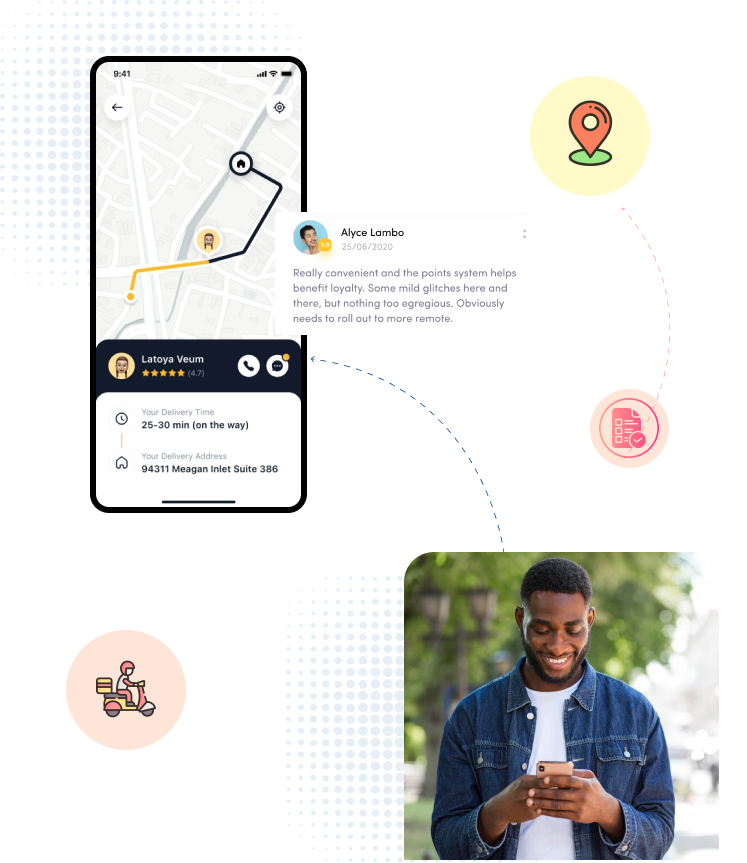 9:41
Alyce Lambo
5.0
25/06/2020
Really convenient and the points system helps
benefit loyalty. Some mild glitches here and
there, but nothing too egregious. Obviously
needs to roll out to more remote.
Latoya Veum
(4.7)
Your Delivery Time
25-30 min (on the way)
Your Delivery Address
94311 Meagan Inlet Suite 386